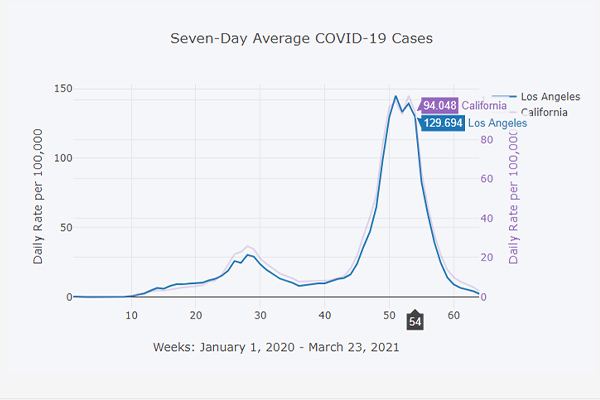 Seven-Day Average COVID-19 Cases
150
100
50
0
Daily Rate per 100,000
10
20
30
40
50
60
54
Weeks: January 1, 2020 - March 23, 2021
94.048 California
129.694 Los Angeles
Los Angeles
California
80
60
40
20
0
Daily Rate per 100,000